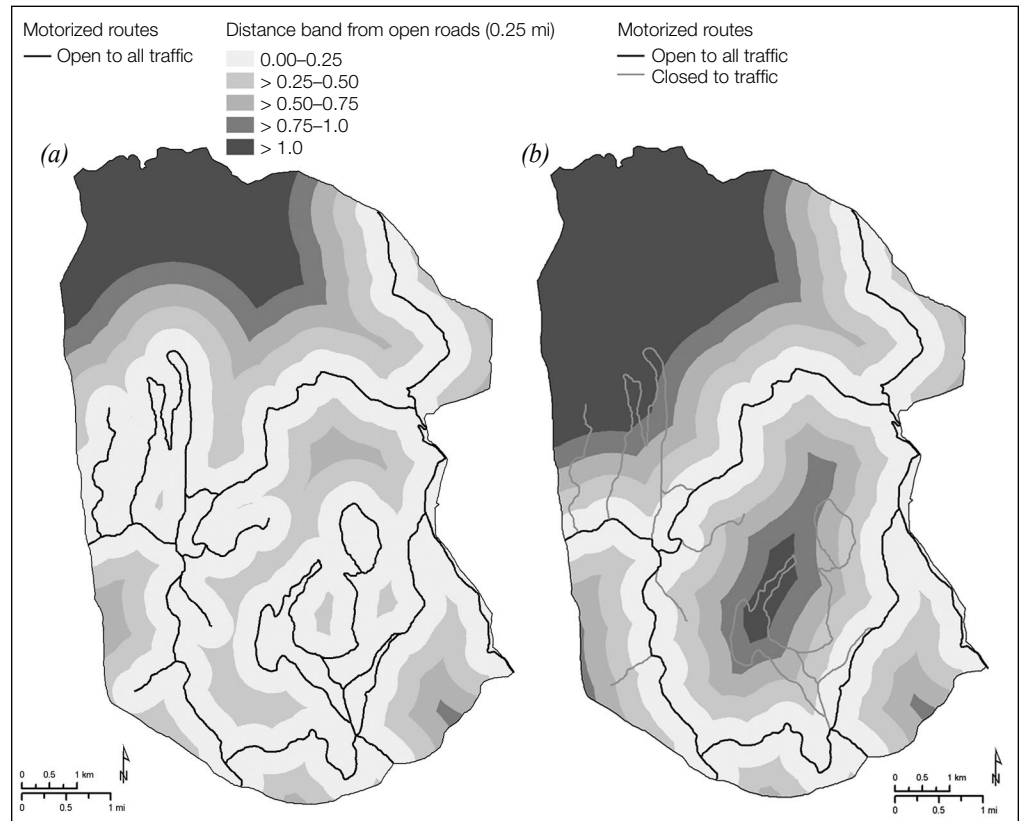 Motorized routes
Open to all traffic
Distance band from open roads (0.25 mi)
0.00–0.25
> 0.25–0.50
> 0.50–0.75
> 0.75–1.0
> 1.0
Motorized routes
Open to all traffic
Closed to traffic
(a)
(b)
0 0.5 1 km
0 0.5 1 mi
N
0 0.5 1 km
0 0.5 1 mi
N